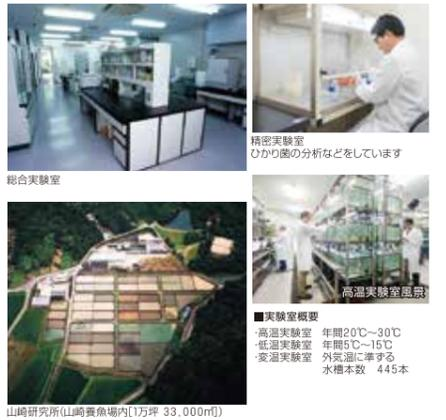 総合実験室
精密実験室
ひかり菌の分析などをしています
高温実験室風景
山崎研究所(山崎養魚場内[1万坪 33,000㎡])
■実験室概要
・高温実験室 年間20℃～30℃
・低温実験室 年間5℃～15℃
・変温実験室 外気温に準ずる
水槽本数 445本